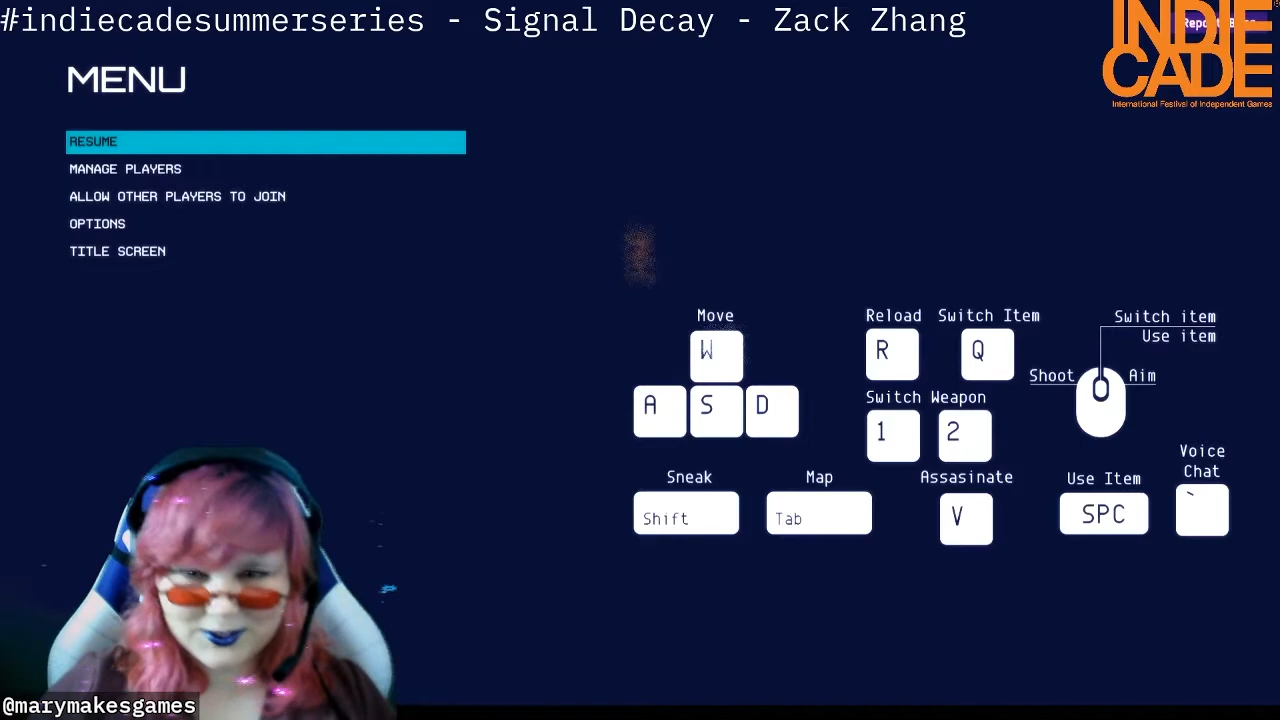 #indiecadesummerseries - Signal Decay - Zack Zhang
INDIE
CADE
International Festival of Independent Games
MENU
RESUME
MANAGE PLAYERS
ALLOW OTHER PLAYERS TO JOIN
OPTIONS
TITLE SCREEN
Move
W
A S D
Reload
R
Switch Item
Q
Switch item
Use item
Shoot
Aim
Switch Weapon
1 2
Sneak
Shift
Map
Tab
Assasinate
V
Use Item
SPC
Voice
Chat
`
@marymakesgames